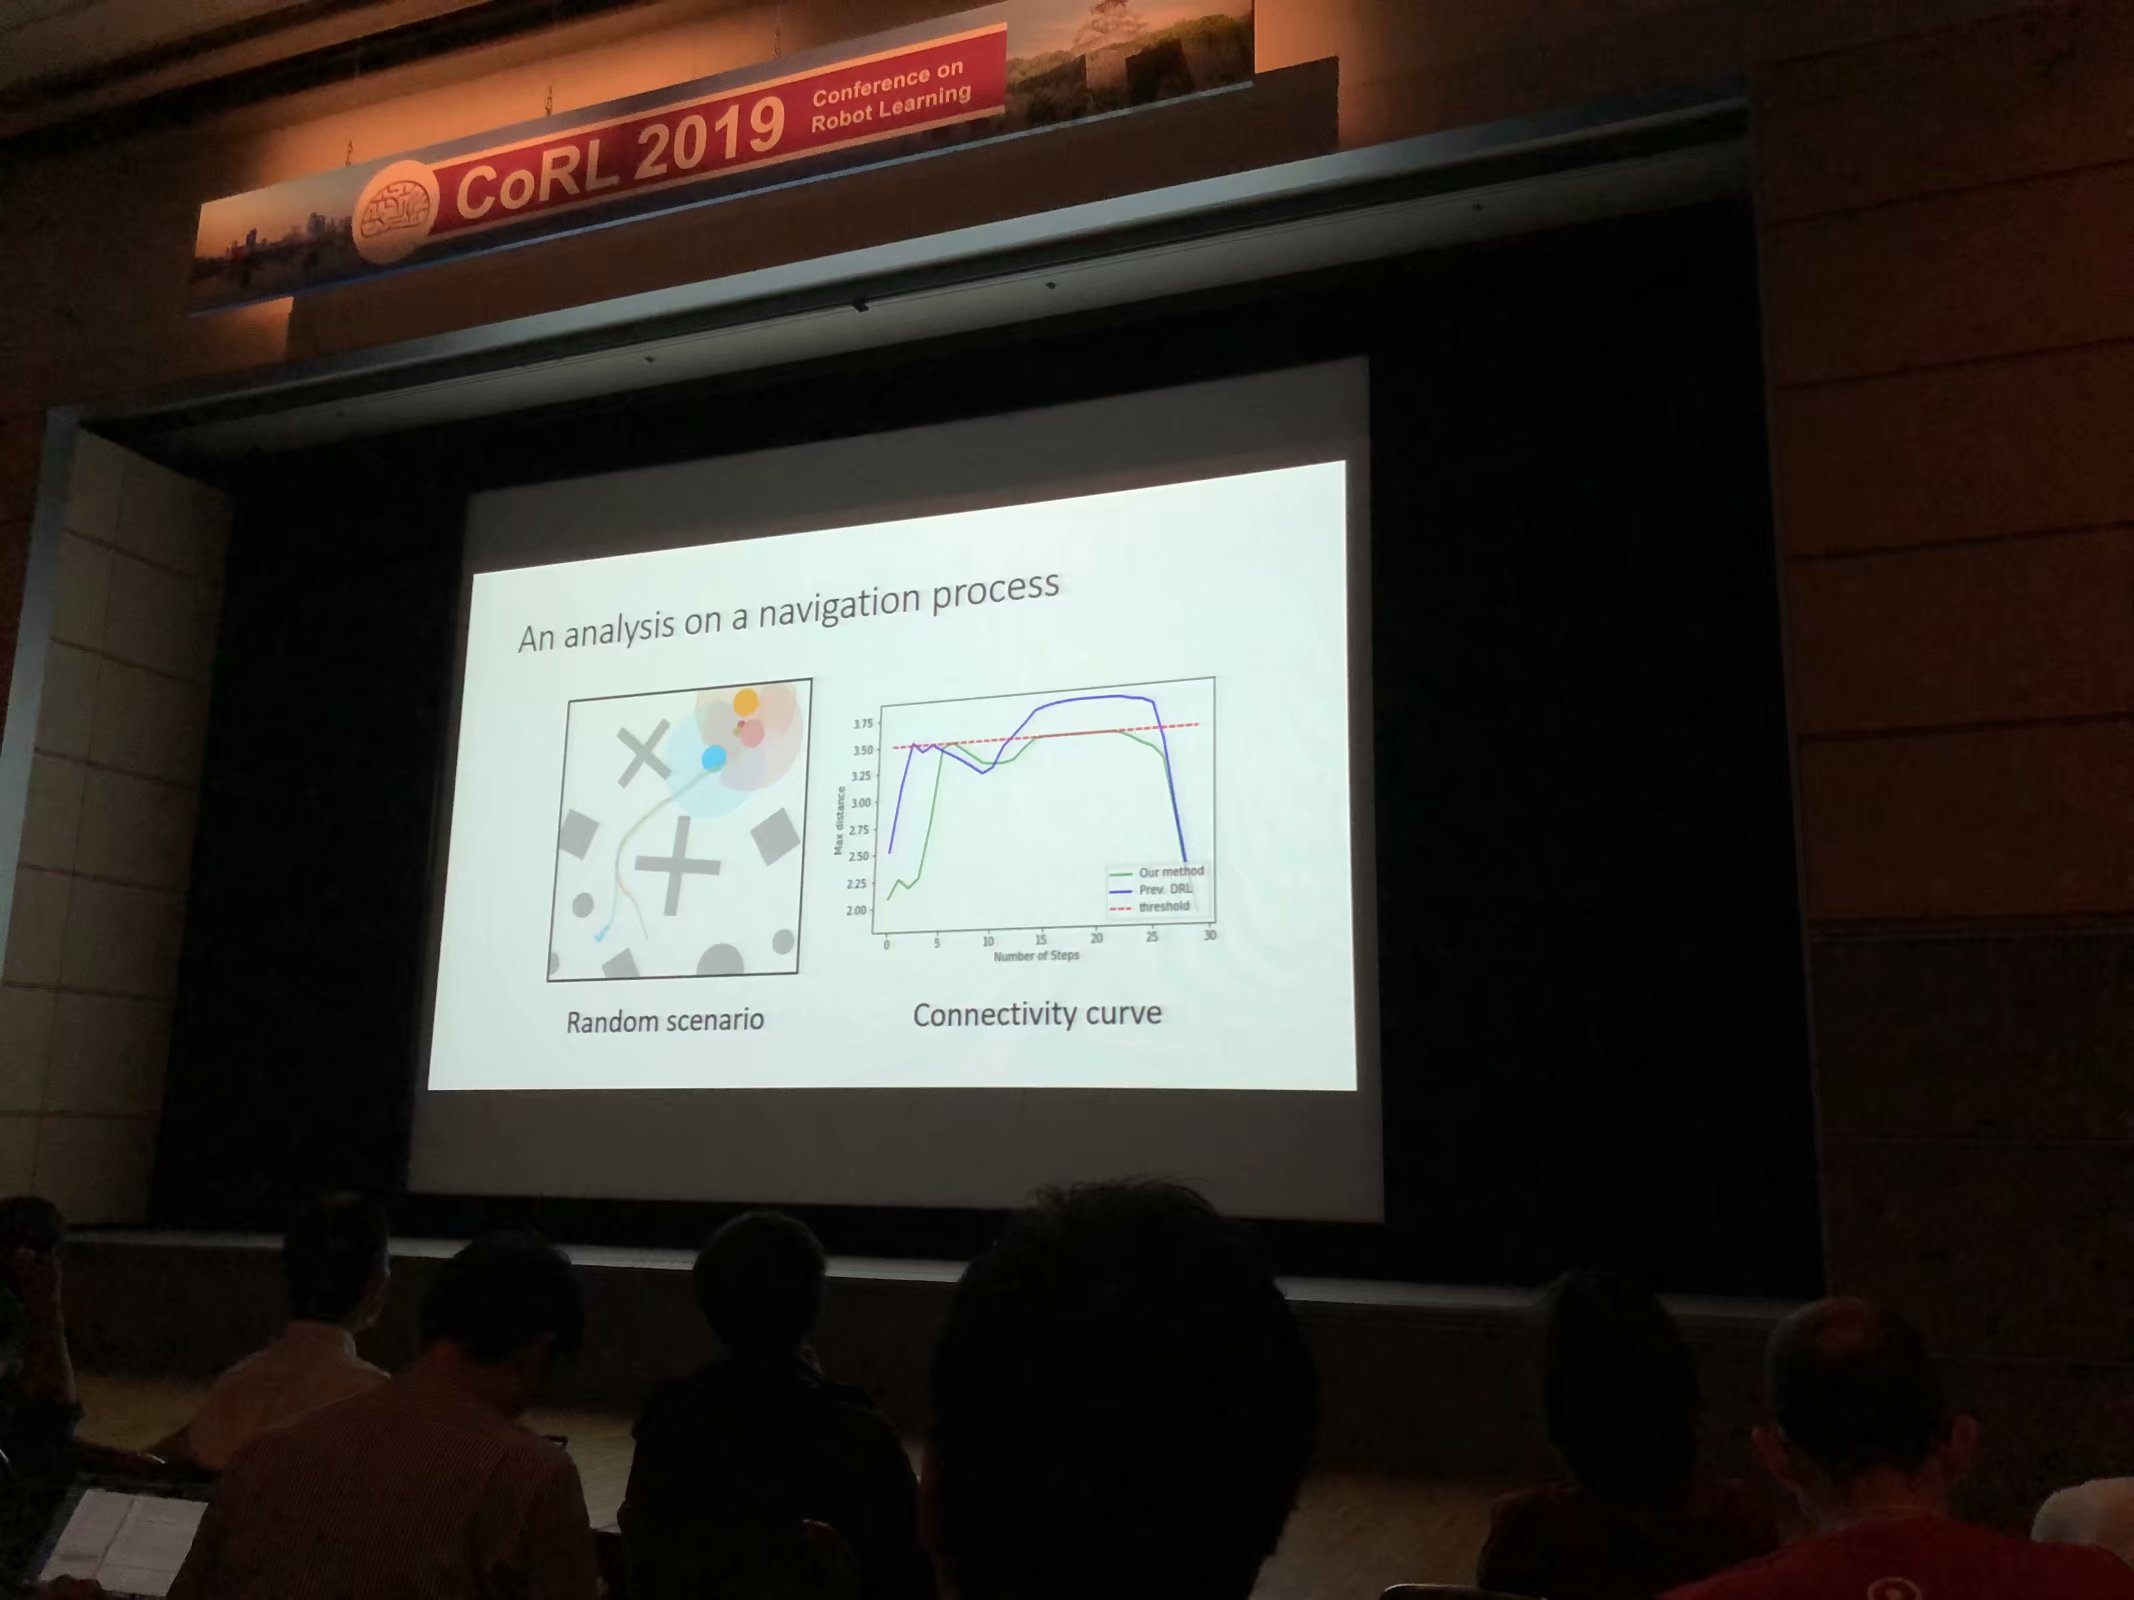 CoRL 2019
Conference on
Robot Learning
An analysis on a navigation process
3.75
3.50
3.25
3.00
2.75
2.50
2.25
2.00
Max distance
0
5
10
15
20
25
30
Number of Steps
Our method
Prev. DRL
threshold
Random scenario
Connectivity curve